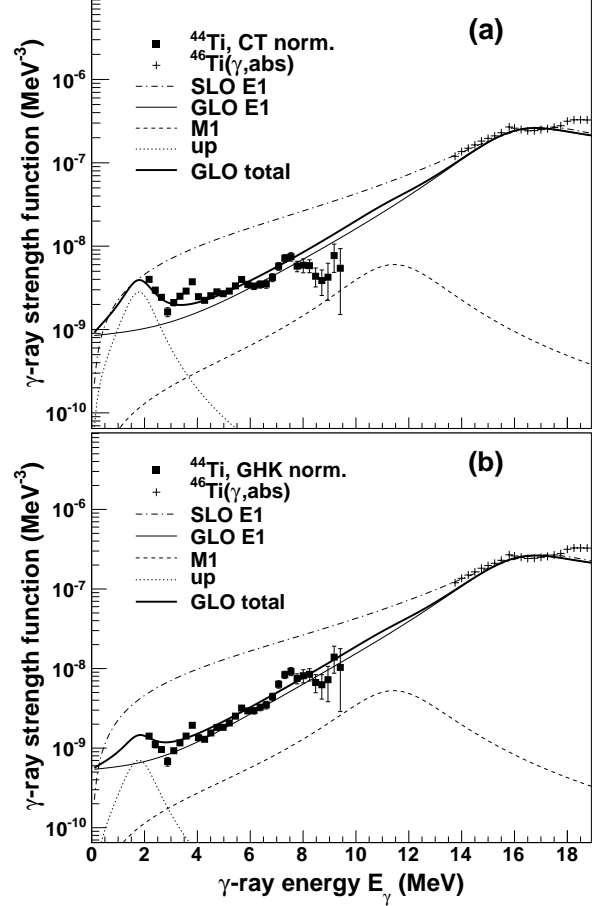 (a)
⁴⁴Ti, CT norm.
⁴⁶Ti(γ,abs)
SLO E1
GLO E1
M1
up
GLO total
γ-ray strength function (MeV⁻³)
10⁻⁶
10⁻⁷
10⁻⁸
10⁻⁹
10⁻¹⁰
(b)
⁴⁴Ti, GHK norm.
⁴⁶Ti(γ,abs)
SLO E1
GLO E1
M1
up
GLO total
γ-ray strength function (MeV⁻³)
10⁻⁶
10⁻⁷
10⁻⁸
10⁻⁹
10⁻¹⁰
0 2 4 6 8 10 12 14 16 18
γ-ray energy E_γ (MeV)